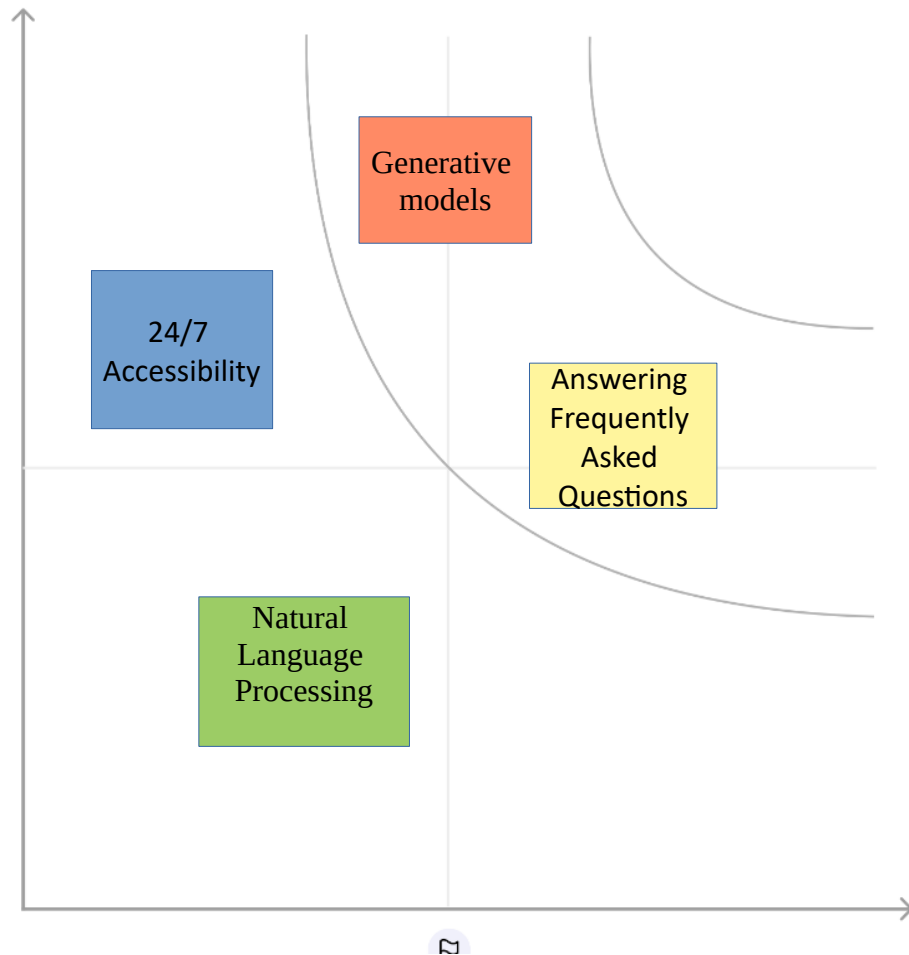 Generative
models
24/7
Accessibility
Answering
Frequently
Asked
Questions
Natural
Language
Processing